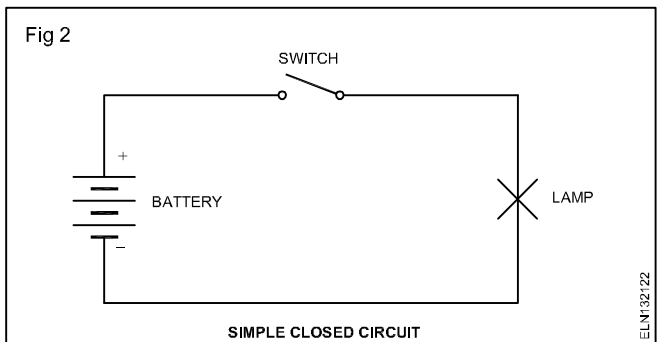 Fig 2
SWITCH
+
BATTERY
LAMP
–
SIMPLE CLOSED CIRCUIT
ELN132122